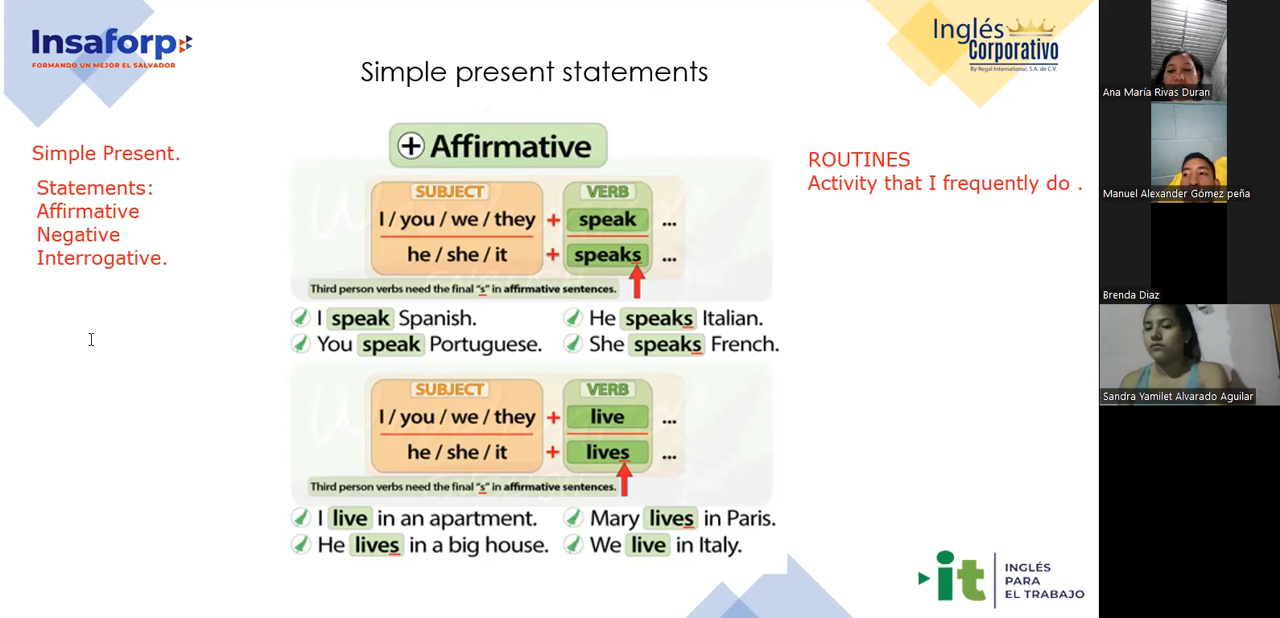 Insaforp
FORMANDO UN MEJOR EL SALVADOR
Inglés
Corporativo
By Regal International, S.A. de C.V.
Simple present statements
Simple Present.
Statements:
Affirmative
Negative
Interrogative.
+ Affirmative
SUBJECT VERB
I / you / we / they + speak ...
he / she / it + speaks ...
Third person verbs need the final "s" in affirmative sentences.
I speak Spanish. He speaks Italian.
You speak Portuguese. She speaks French.
SUBJECT VERB
I / you / we / they + live ...
he / she / it + lives ...
Third person verbs need the final "s" in affirmative sentences.
I live in an apartment. Mary lives in Paris.
He lives in a big house. We live in Italy.
ROUTINES
Activity that I frequently do .
it
INGLÉS
PARA
EL TRABAJO
Ana María Rivas Duran
Manuel Alexander Gómez peña
Brenda Diaz
Sandra Yamilet Alvarado Aguilar